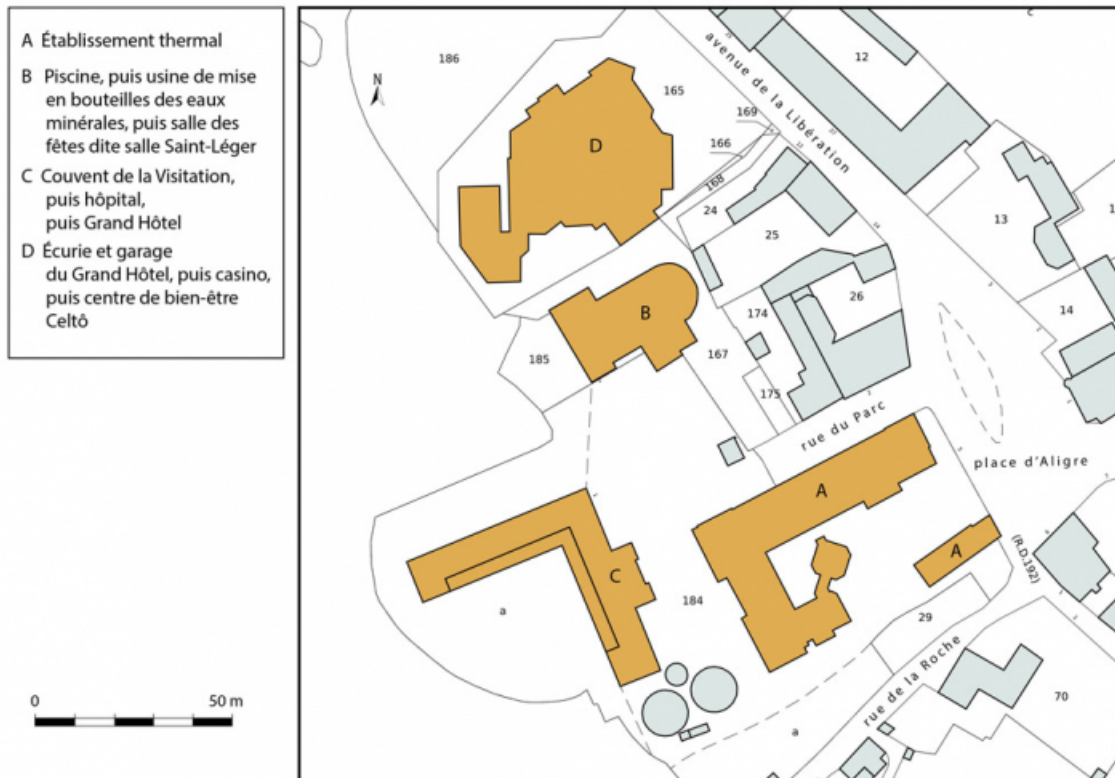 A Établissement thermal
B Piscine, puis usine de mise
en bouteilles des eaux
minérales, puis salle des
fêtes dite salle Saint-Léger
C Couvent de la Visitation,
puis hôpital,
puis Grand Hôtel
D Écurie et garage
du Grand Hôtel, puis casino,
puis centre de bien-être
Celtô
0 50 m
N
186
165
169
166
168
24
25
12
13
14
26
174
175
167
185
184
29
70
avenue de la Libération
rue du Parc
place d'Aligre
(R.D.192)
rue de la Roche
D
B
A
A
C
a
a
c